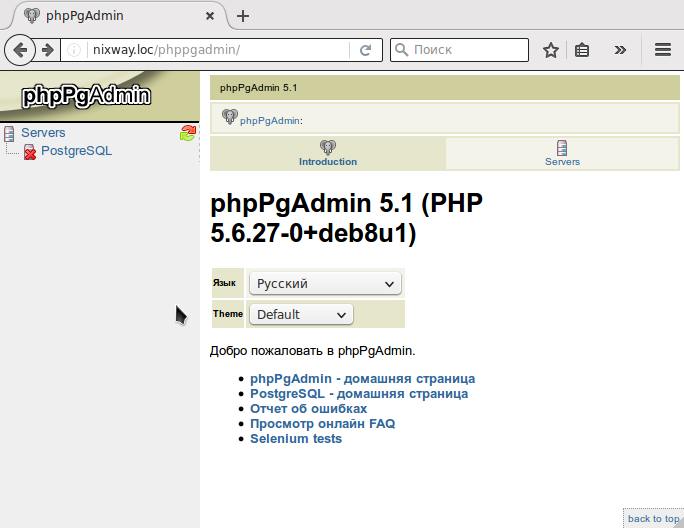 phpPgAdmin
nixway.loc/phppgadmin/
Поиск
phpPgAdmin
Servers
PostgreSQL
phpPgAdmin 5.1
phpPgAdmin:
Introduction
Servers
phpPgAdmin 5.1 (PHP
5.6.27-0+deb8u1)
Язык
Русский
Theme
Default
Добро пожаловать в phpPgAdmin.
phpPgAdmin - домашняя страница
PostgreSQL - домашняя страница
Отчет об ошибках
Просмотр онлайн FAQ
Selenium tests
back to top